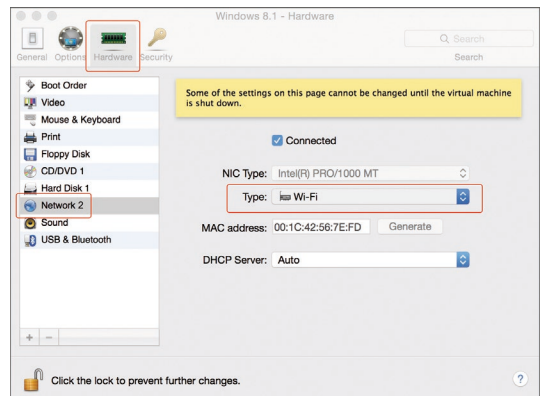 Windows 8.1 - Hardware
General Options Hardware Security
Search
Search
Boot Order
Video
Mouse & Keyboard
Print
Floppy Disk
CD/DVD 1
Hard Disk 1
Network 2
Sound
USB & Bluetooth
Some of the settings on this page cannot be changed until the virtual machine
is shut down.
Connected
NIC Type: Intel(R) PRO/1000 MT
Type: Wi-Fi
MAC address: 00:1C:42:56:7E:FD Generate
DHCP Server: Auto
+ −
Click the lock to prevent further changes.
?